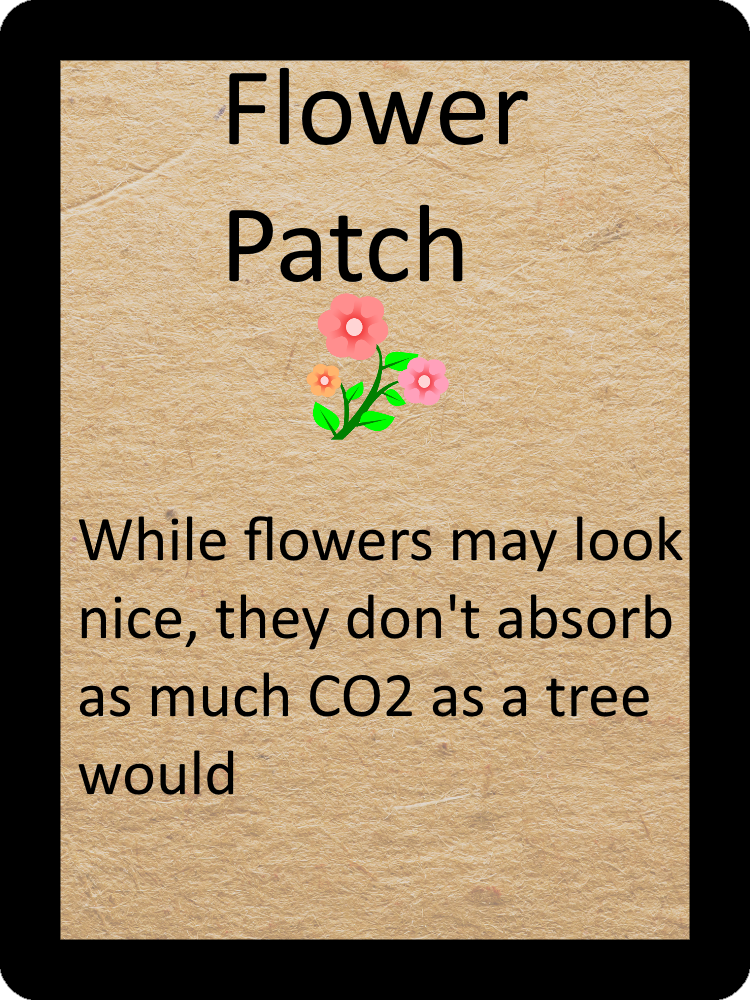 Flower
Patch
While flowers may look
nice, they don't absorb
as much CO2 as a tree
would